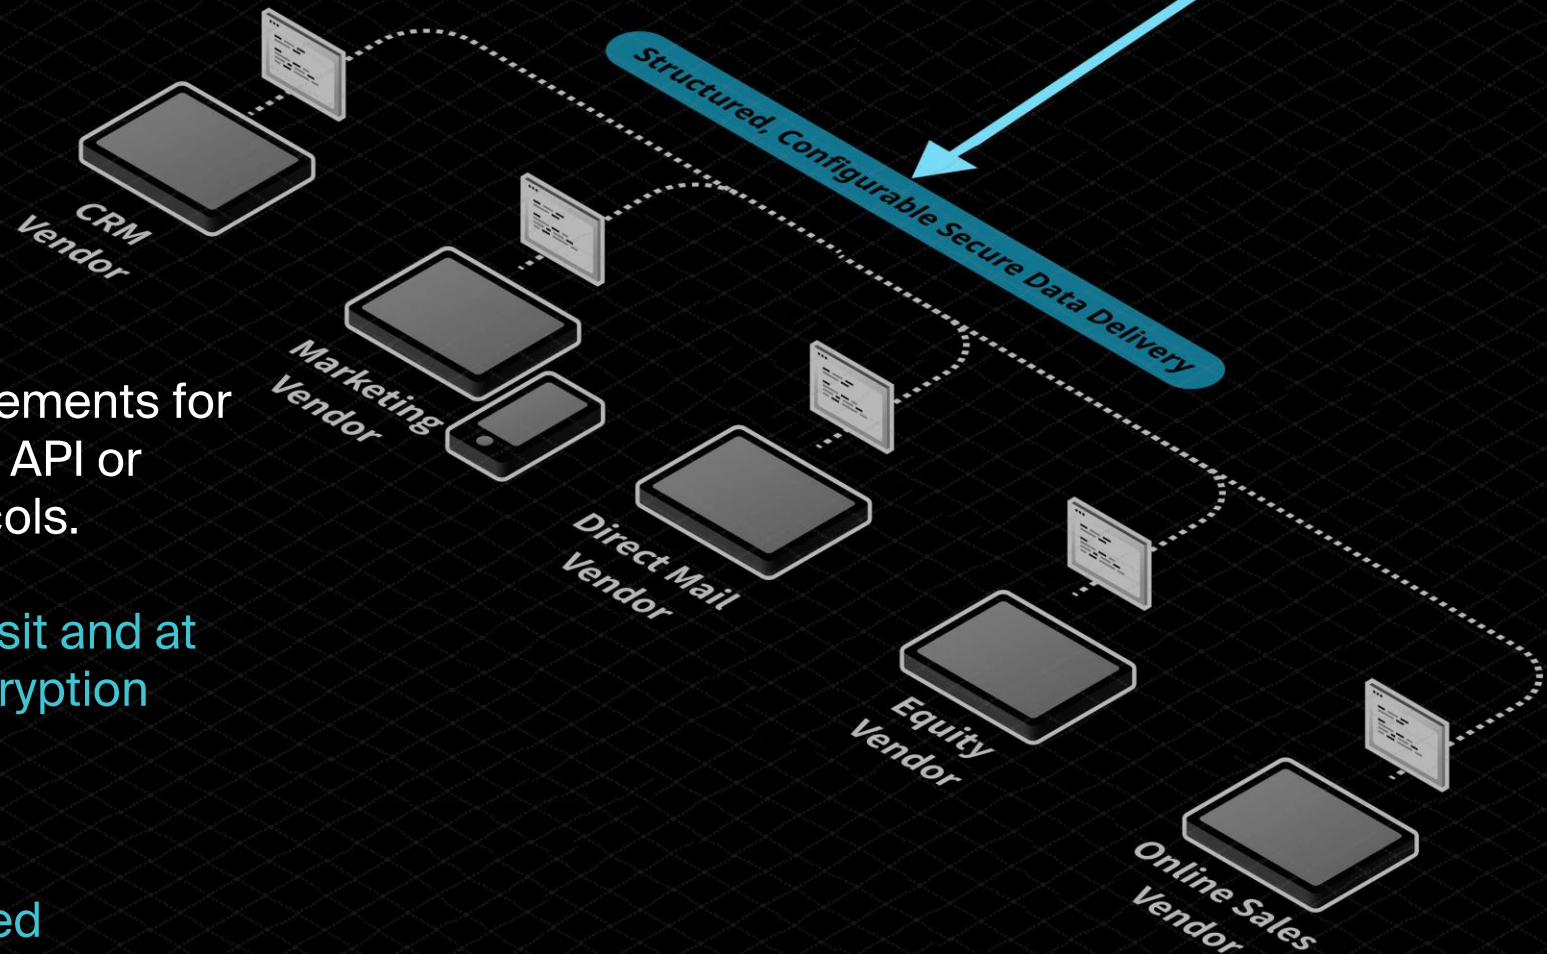 Structured, Configurable Secure Data Delivery
CRM
Vendor
Marketing
Vendor
Direct Mail
Vendor
Equity
Vendor
Online Sales
Vendor
ements for
API or
cols.
sit and at
ryption
ed